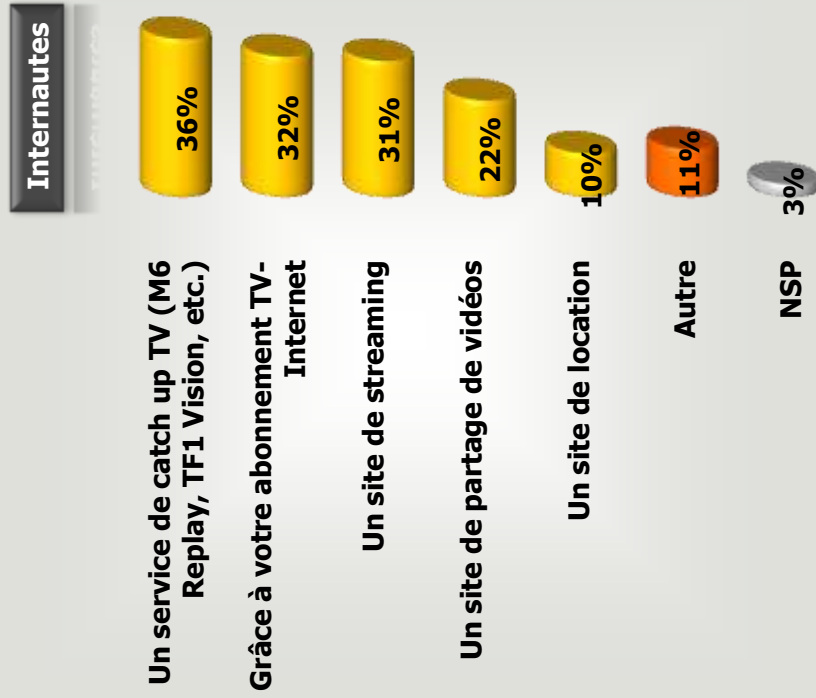 Internautes
Un service de catch up TV (M6
Replay, TF1 Vision, etc.)
36%
Grâce à votre abonnement TV-
Internet
32%
Un site de streaming
31%
Un site de partage de vidéos
22%
Un site de location
10%
Autre
11%
NSP
3%